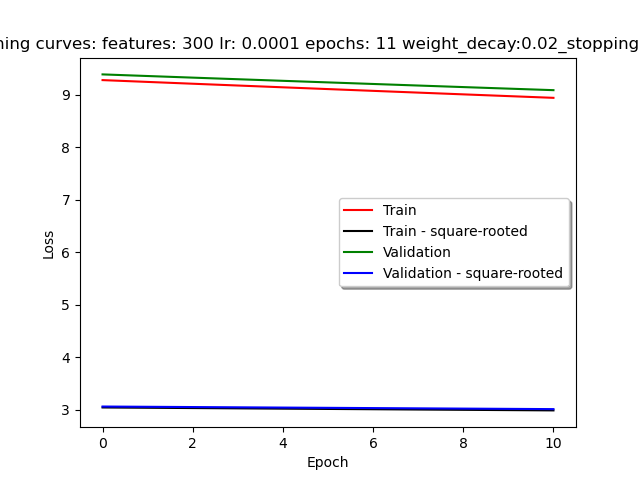 curves: features: 300 lr: 0.0001 epochs: 11 weight_decay:0.02_stopping
9
8
7
6
5
4
3
Loss
Train
Train - square-rooted
Validation
Validation - square-rooted
0 2 4 6 8 10
Epoch